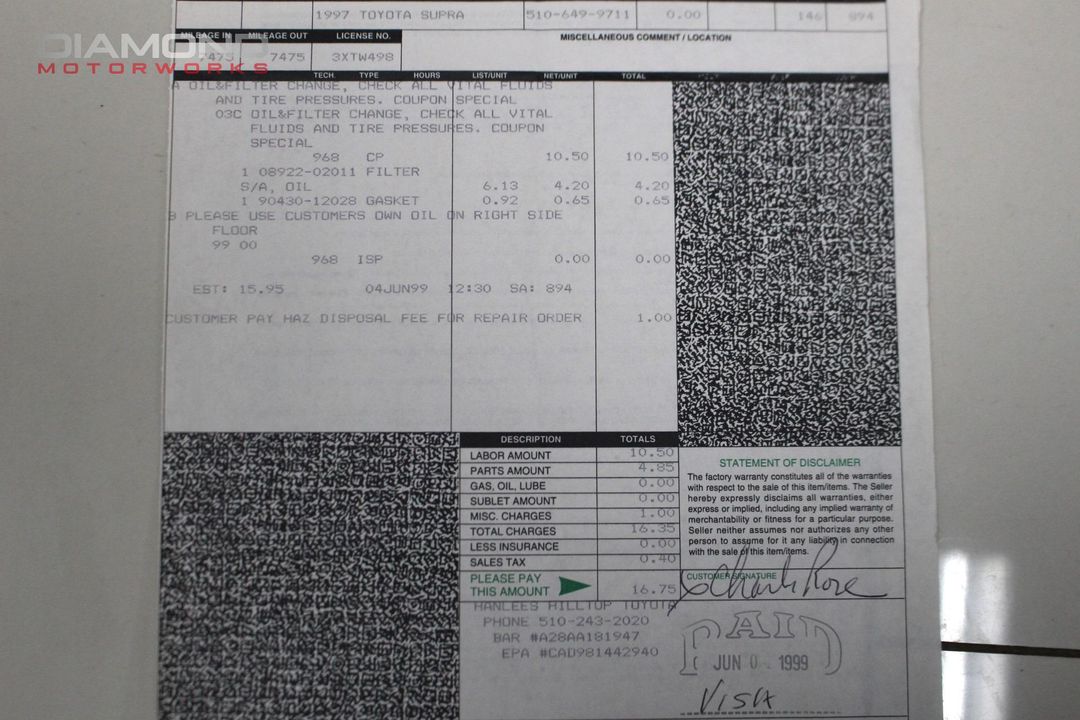 1997 TOYOTA SUPRA 510-649-9711 0.00 146 894
DIAMOND
MOTORWORKS
MILEAGE IN MILEAGE OUT LICENSE NO. MISCELLANEOUS COMMENT / LOCATION
7475 7475 3XTW498
TECH. TYPE HOURS LIST/UNIT NET/UNIT TOTAL
A OIL&FILTER CHANGE, CHECK ALL VITAL FLUIDS
AND TIRE PRESSURES. COUPON SPECIAL
03C OIL&FILTER CHANGE, CHECK ALL VITAL
FLUIDS AND TIRE PRESSURES. COUPON
SPECIAL
968 CP 10.50 10.50
1 08922-02011 FILTER
S/A, OIL 6.13 4.20 4.20
1 90430-12028 GASKET 0.92 0.65 0.65
B PLEASE USE CUSTOMERS OWN OIL ON RIGHT SIDE
FLOOR
99 00
968 ISP 0.00 0.00
EST: 15.95 04JUN99 12:30 SA: 894
CUSTOMER PAY HAZ DISPOSAL FEE FOR REPAIR ORDER 1.00
DESCRIPTION TOTALS
LABOR AMOUNT 10.50
PARTS AMOUNT 4.85
GAS, OIL, LUBE 0.00
SUBLET AMOUNT 0.00
MISC. CHARGES 1.00
TOTAL CHARGES 16.35
LESS INSURANCE 0.00
SALES TAX 0.40
PLEASE PAY
THIS AMOUNT 16.75
STATEMENT OF DISCLAIMER
The factory warranty constitutes all of the warranties
with respect to the sale of this item/items. The Seller
hereby expressly disclaims all warranties, either
express or implied, including any implied warranty of
merchantability or fitness for a particular purpose.
Seller neither assumes nor authorizes any other
person to assume for it any liability in connection
with the sale of this item/items.
CUSTOMER SIGNATURE
HANLEES HILLTOP TOYOTA
PHONE 510-243-2020
BAR #A28AA181947
EPA #CAD981442940
PAID
JUN 0 1999
VISA